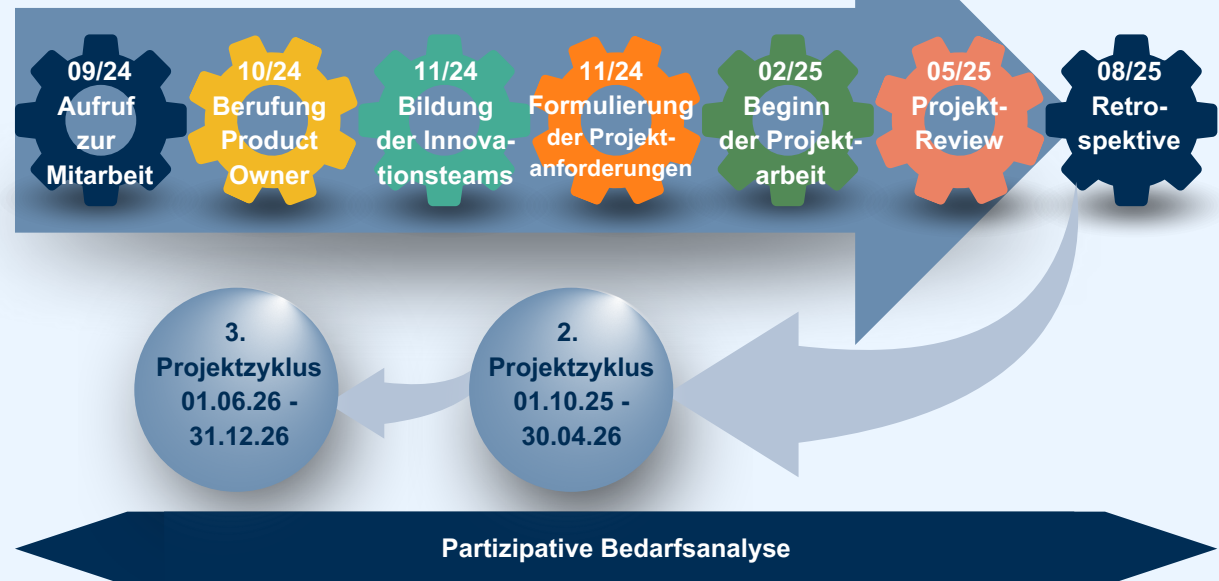 09/24
Aufruf
zur
Mitarbeit
10/24
Berufung
Product
Owner
11/24
Bildung
der Innova-
tionsteams
11/24
Formulierung
der Projekt-
anforderungen
02/25
Beginn
der Projekt-
arbeit
05/25
Projekt-
Review
08/25
Retro-
spektive
3.
Projektzyklus
01.06.26 -
31.12.26
2.
Projektzyklus
01.10.25 -
30.04.26
Partizipative Bedarfsanalyse